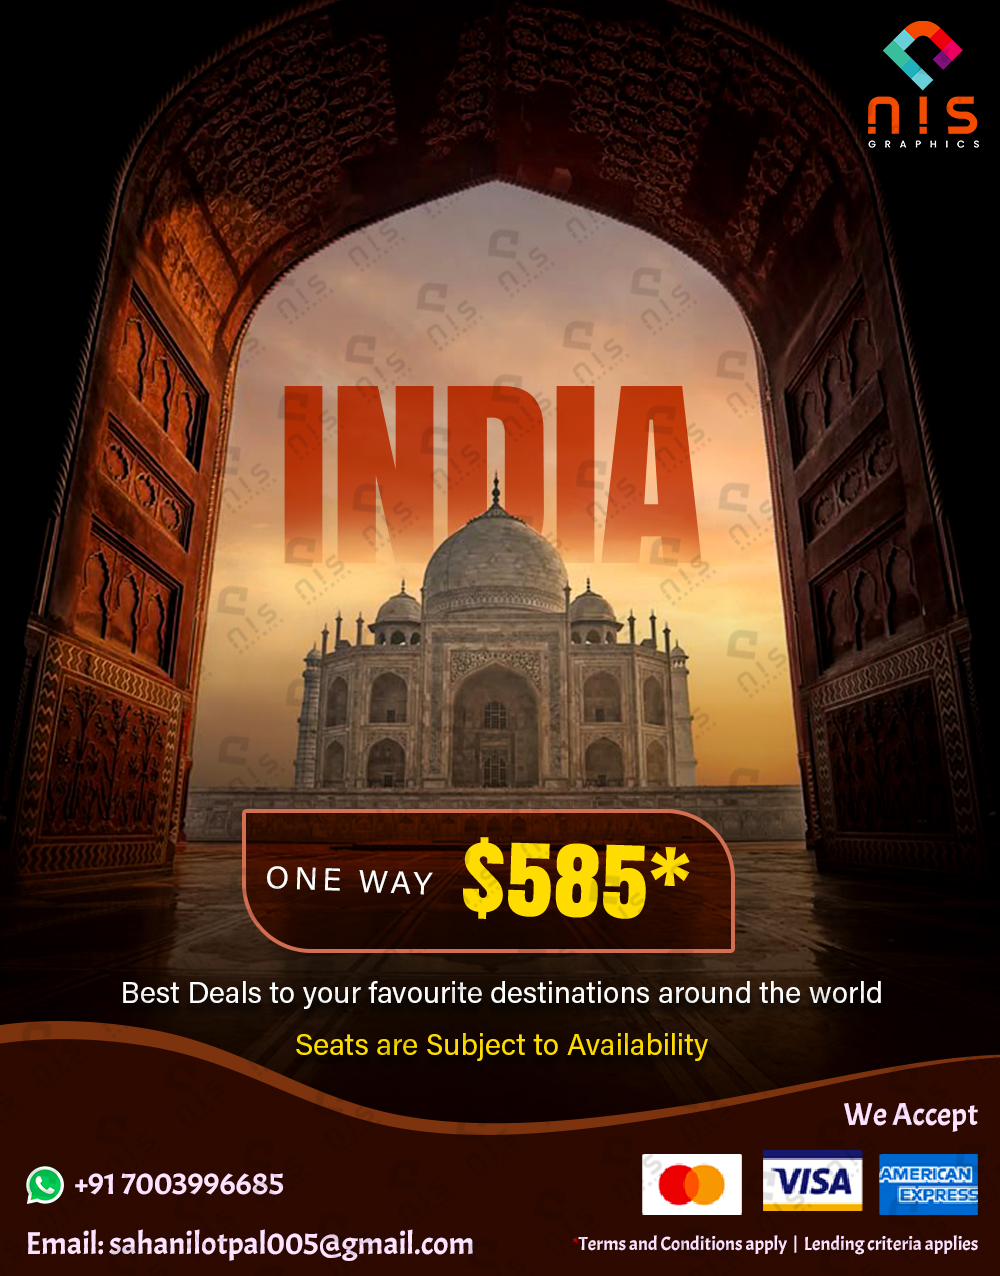 n!s
GRAPHICS
INDIA
ONE WAY $585*
Best Deals to your favourite destinations around the world
Seats are Subject to Availability
We Accept
VISA
AMERICAN
EXPRESS
+91 7003996685
Email: sahanilotpal005@gmail.com
*Terms and Conditions apply | Lending criteria applies